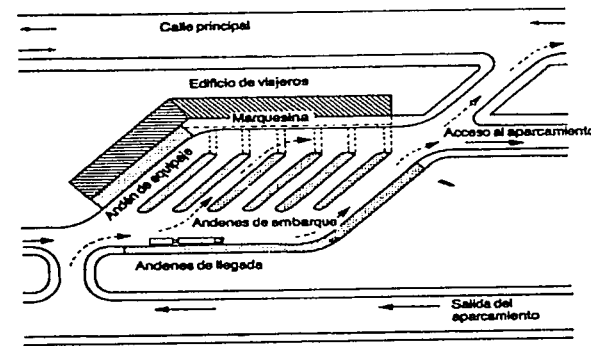 Calle principal
Edificio de viajeros
Marquesina
Acceso al aparcamiento
Andén de equipaje
Andenes de embarque
Andenes de llegada
Salida del
aparcamiento